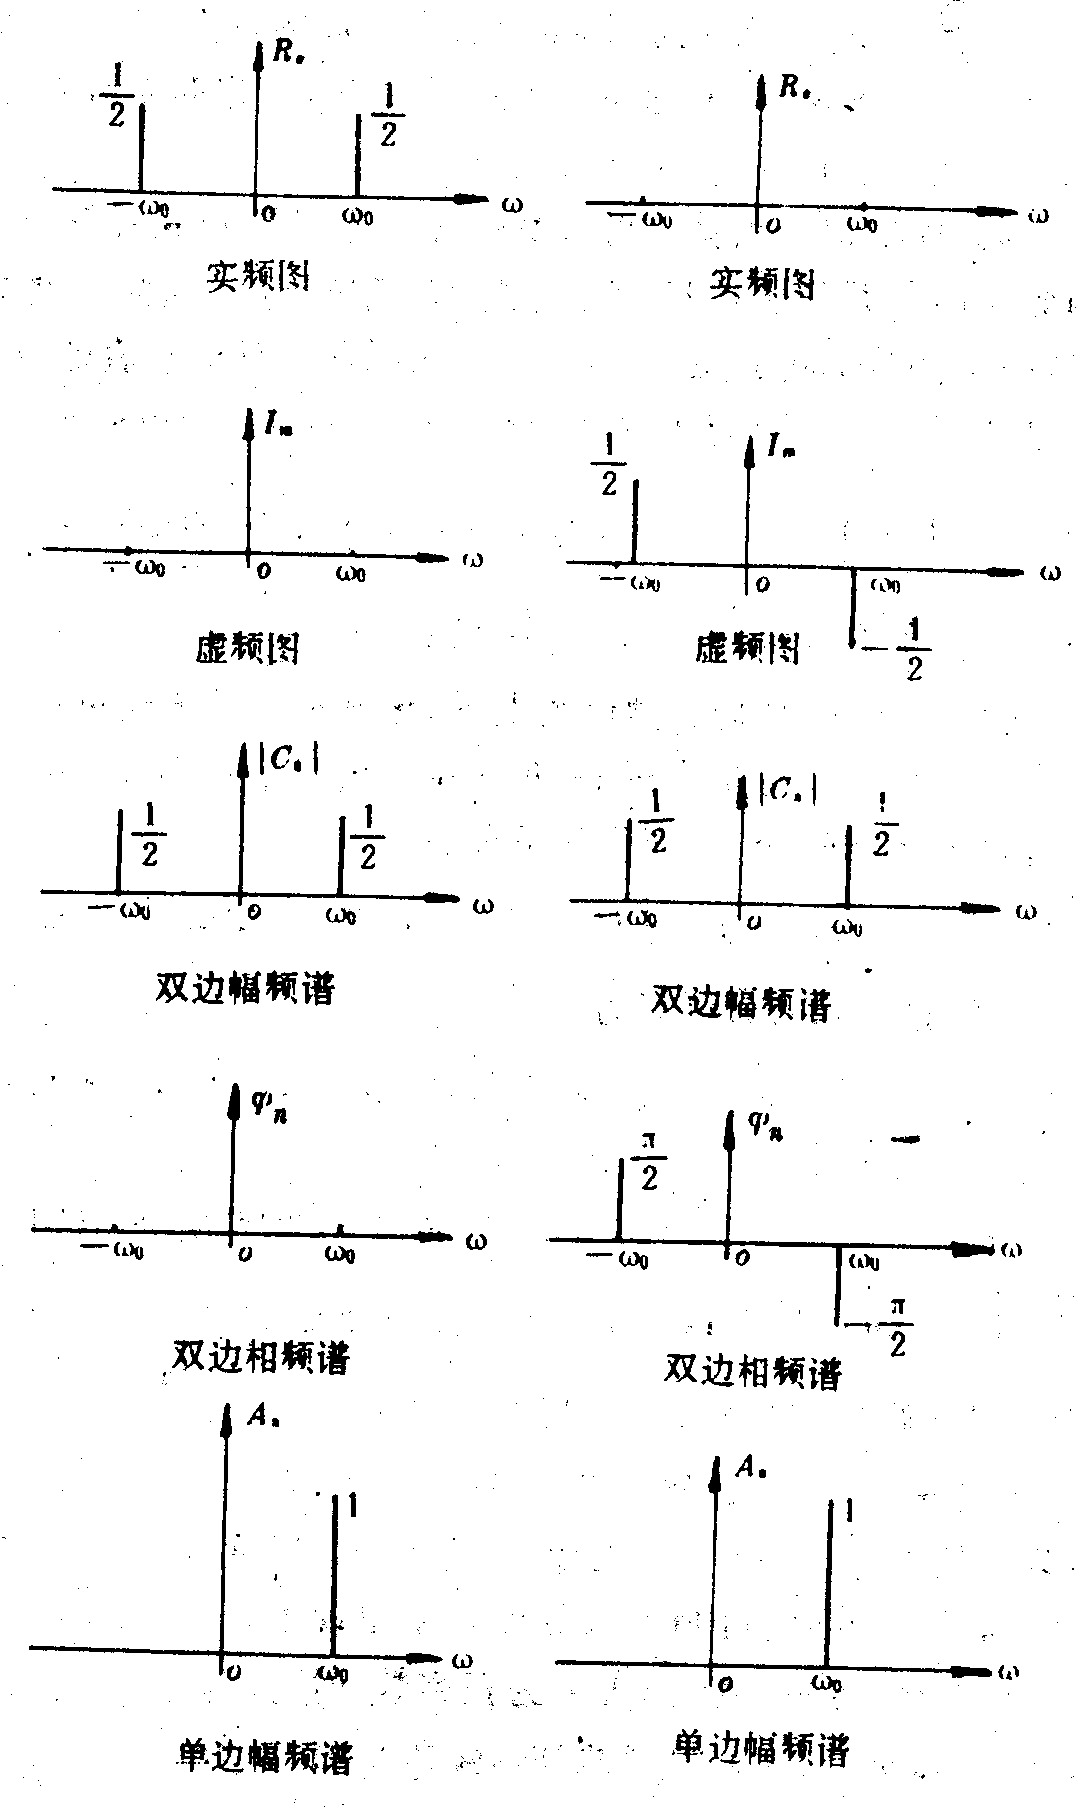 Rₑ
1/2 1/2
−ω₀ 0 ω₀ ω
实频图
Rₑ
−ω₀ 0 ω₀ ω
实频图
Iₘ
−ω₀ 0 ω₀ ω
虚频图
Iₘ
1/2
−ω₀ 0 ω₀ ω
−1/2
虚频图
|Cₙ|
1/2 1/2
−ω₀ 0 ω₀ ω
双边幅频谱
|Cₙ|
1/2 1/2
−ω₀ 0 ω₀ ω
双边幅频谱
φₙ
−ω₀ 0 ω₀ ω
双边相频谱
φₙ
π/2
−ω₀ 0 ω₀ ω
−π/2
双边相频谱
Aₙ
1
0 ω₀ ω
单边幅频谱
Aₙ
1
0 ω₀ ω
单边幅频谱